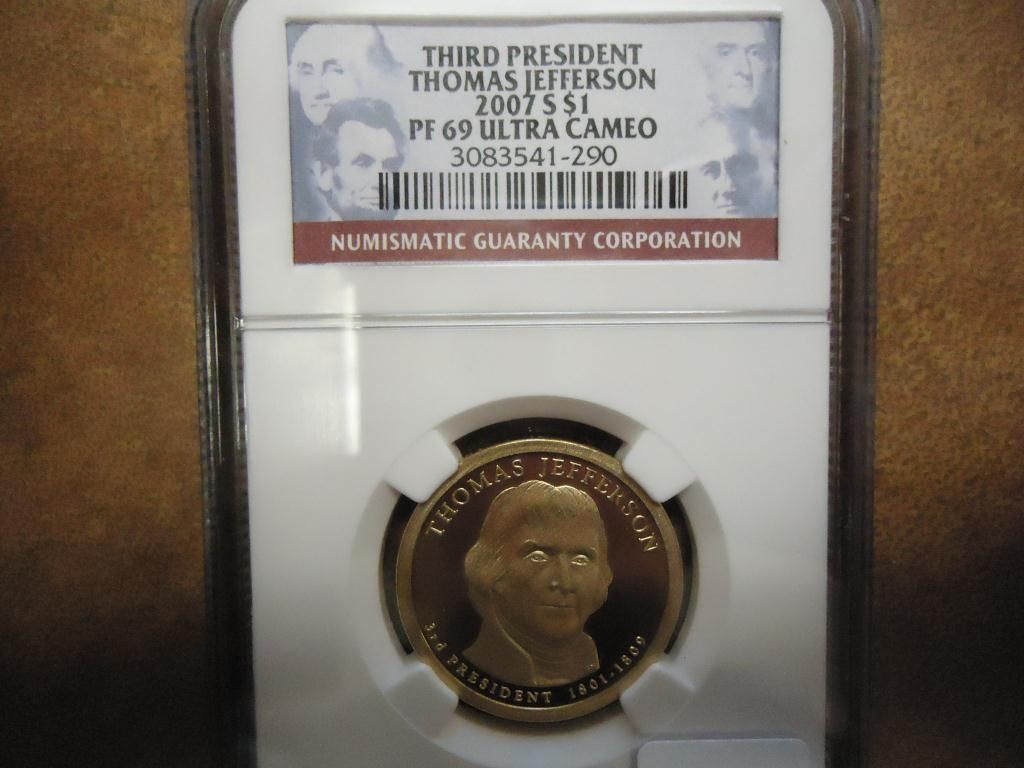 THIRD PRESIDENT
THOMAS JEFFERSON
2007 S $1
PF 69 ULTRA CAMEO
3083541-290
NUMISMATIC GUARANTY CORPORATION
THOMAS JEFFERSON
3rd PRESIDENT 1801-1809